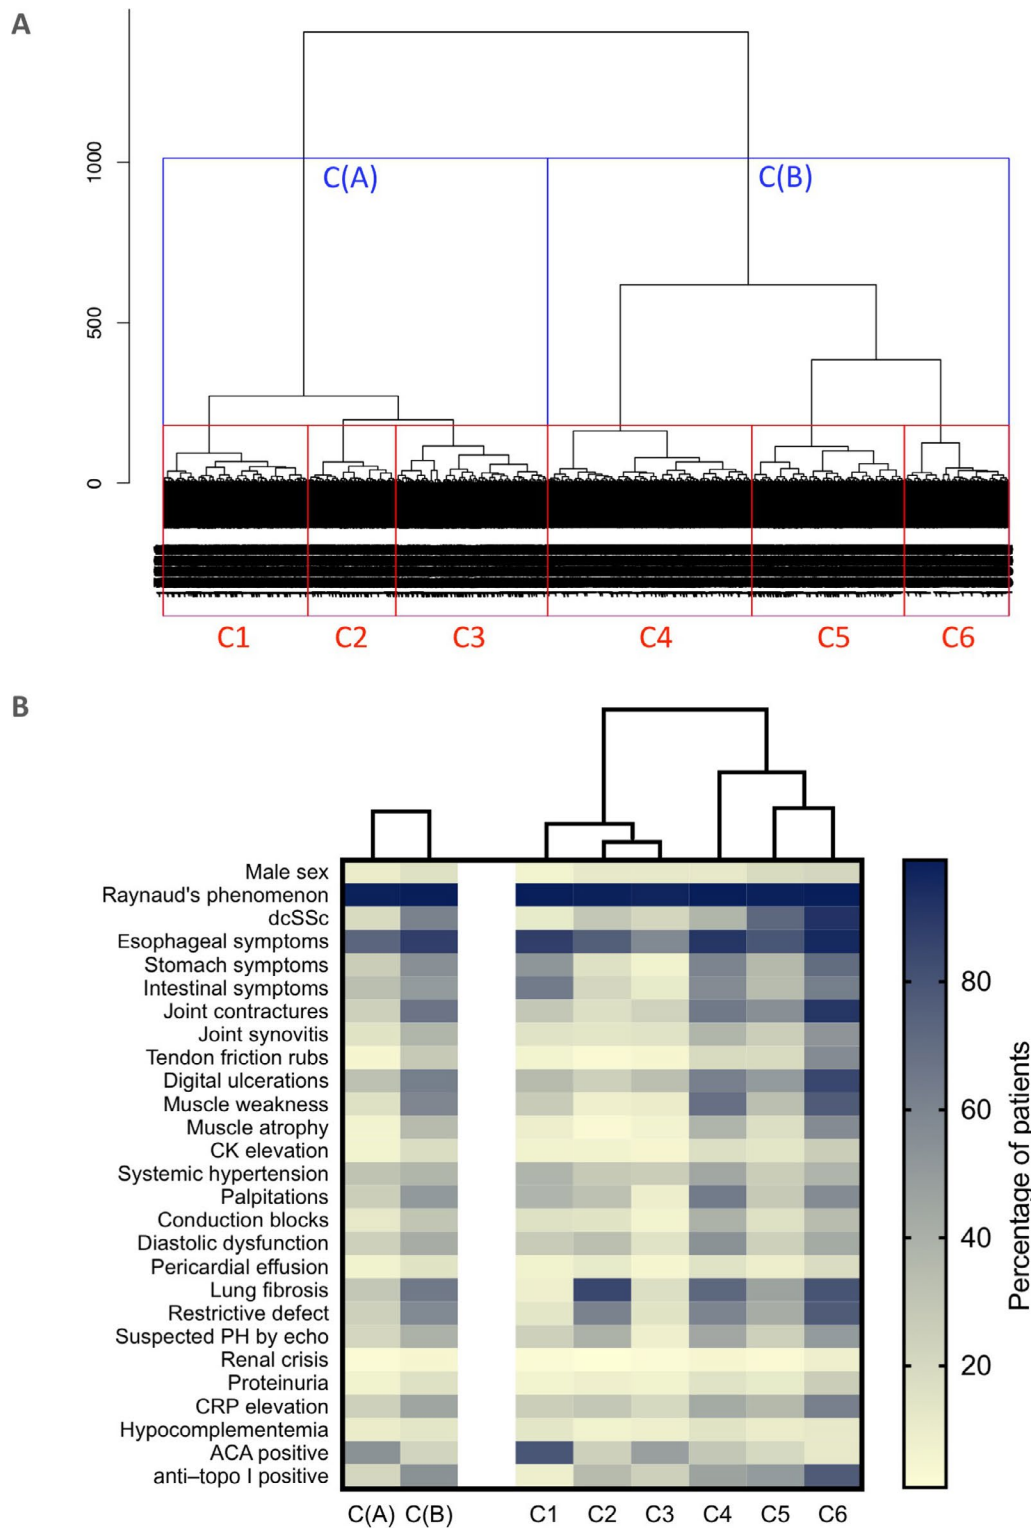 A
1000
500
0
C(A)
C(B)
C1 C2 C3 C4 C5 C6
B
Male sex
Raynaud's phenomenon
dcSSc
Esophageal symptoms
Stomach symptoms
Intestinal symptoms
Joint contractures
Joint synovitis
Tendon friction rubs
Digital ulcerations
Muscle weakness
Muscle atrophy
CK elevation
Systemic hypertension
Palpitations
Conduction blocks
Diastolic dysfunction
Pericardial effusion
Lung fibrosis
Restrictive defect
Suspected PH by echo
Renal crisis
Proteinuria
CRP elevation
Hypocomplementemia
ACA positive
anti–topo I positive
C(A) C(B) C1 C2 C3 C4 C5 C6
80
60
40
20
Percentage of patients